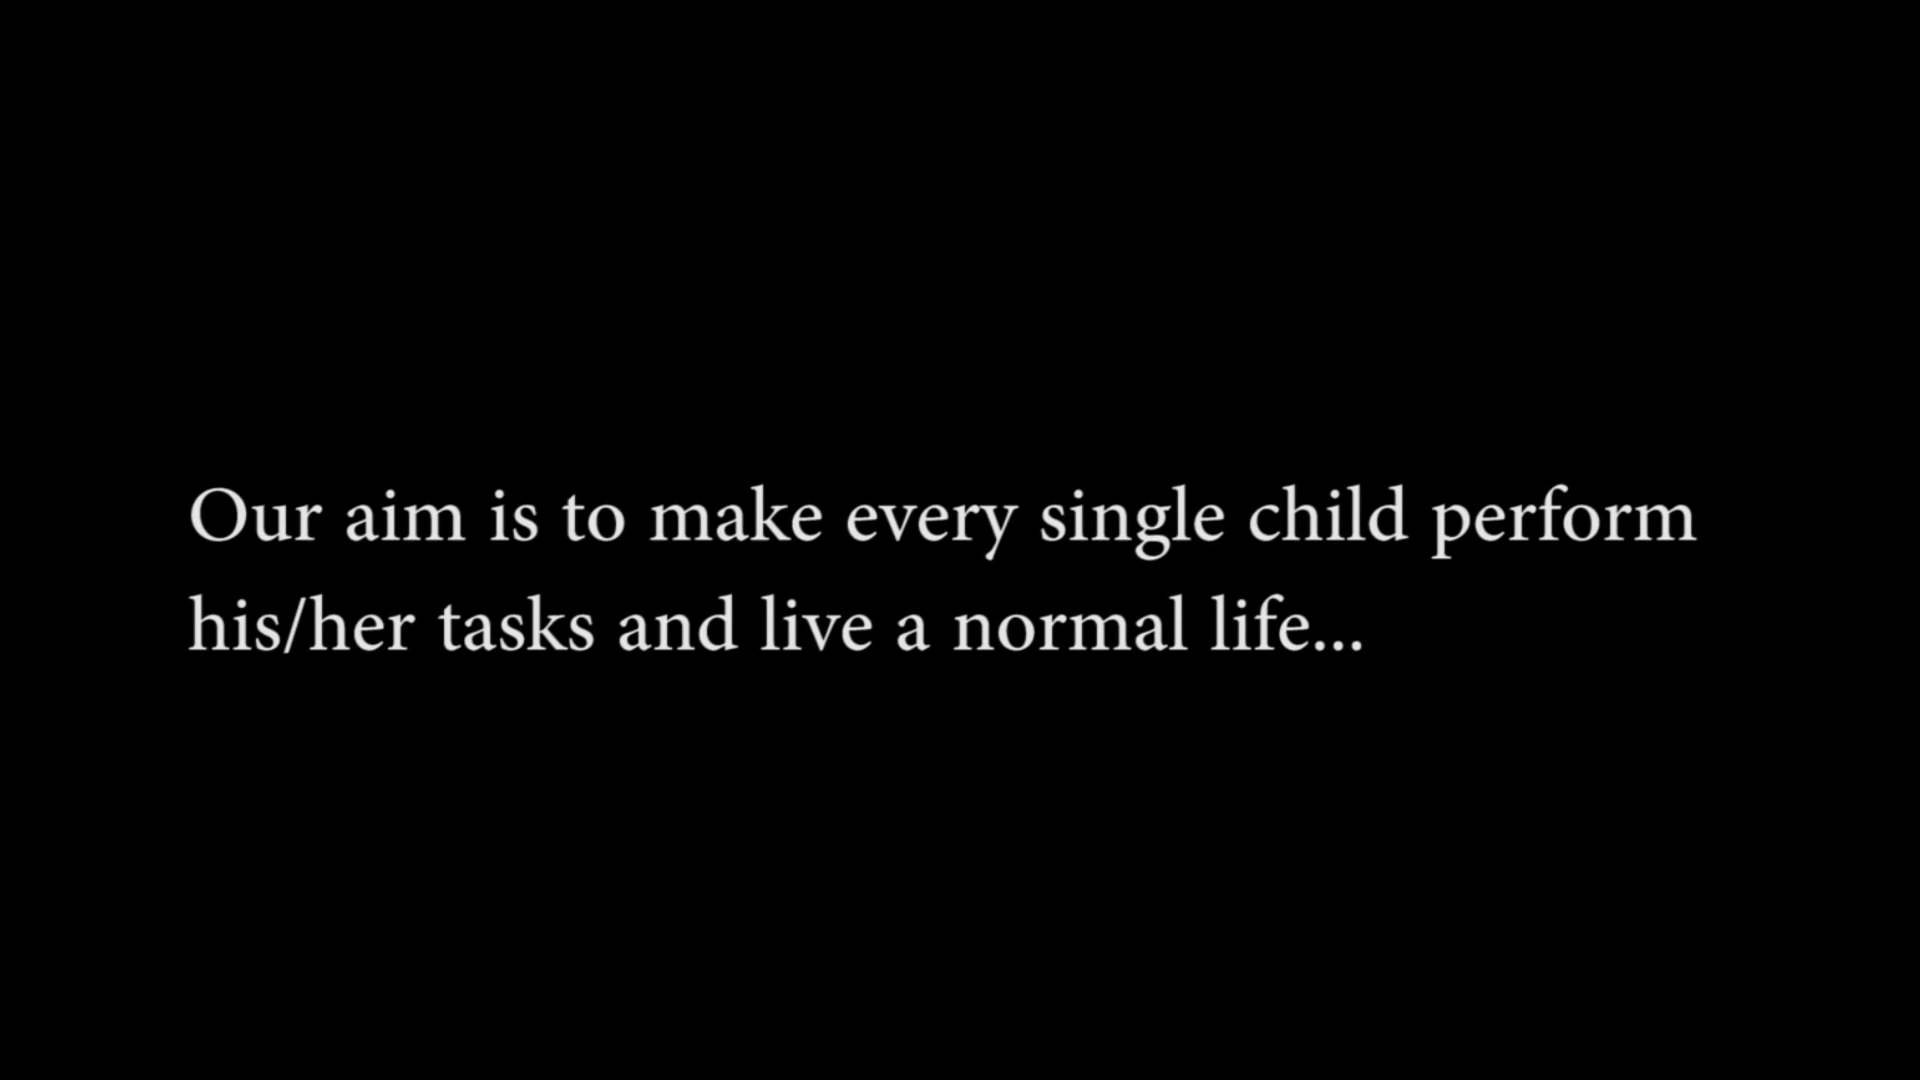 Our aim is to make every single child perform
his/her tasks and live a normal life...